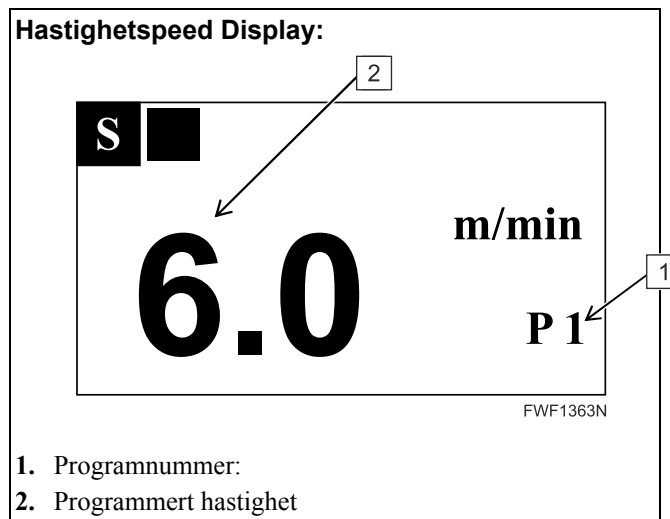 Hastighetspeed Display:
2
S
m/min
6.0
1
P 1
FWF1363N
1. Programnummer:
2. Programmert hastighet